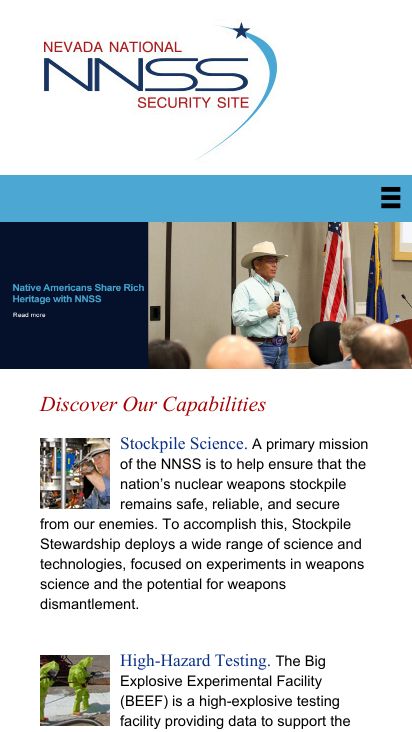 NEVADA NATIONAL
NNSS
SECURITY SITE
Native Americans Share Rich
Heritage with NNSS
Read more
Discover Our Capabilities
Stockpile Science. A primary mission
of the NNSS is to help ensure that the
nation’s nuclear weapons stockpile
remains safe, reliable, and secure
from our enemies. To accomplish this, Stockpile
Stewardship deploys a wide range of science and
technologies, focused on experiments in weapons
science and the potential for weapons
dismantlement.
High-Hazard Testing. The Big
Explosive Experimental Facility
(BEEF) is a high-explosive testing
facility providing data to support the